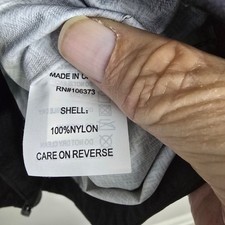 MADE IN
RN#106373
SHELL:
100%NYLON
CARE ON REVERSE